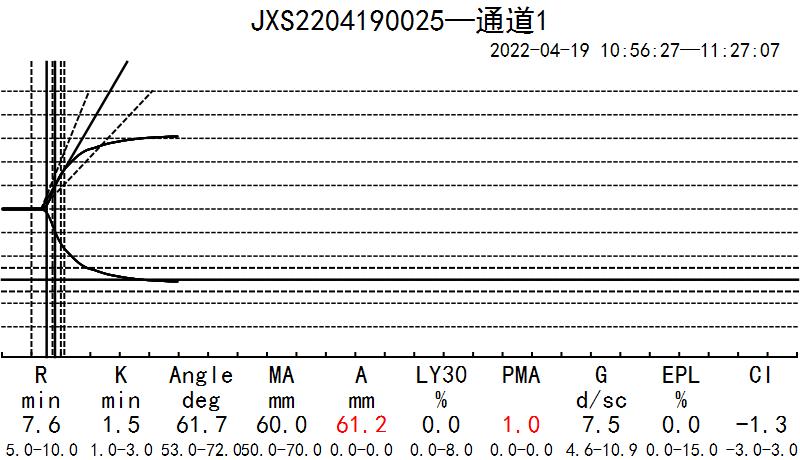 JXS2204190025—通道1
2022-04-19 10:56:27—11:27:07
R K Angle MA A LY30 PMA G EPL CI
min min deg mm mm % d/sc %
7.6 1.5 61.7 60.0 61.2 0.0 1.0 7.5 0.0 -1.3
5.0-10.0 1.0-3.0 53.0-72.0 50.0-70.0 0.0-0.0 0.0-8.0 0.0-0.0 4.6-10.9 0.0-15.0 -3.0-3.0